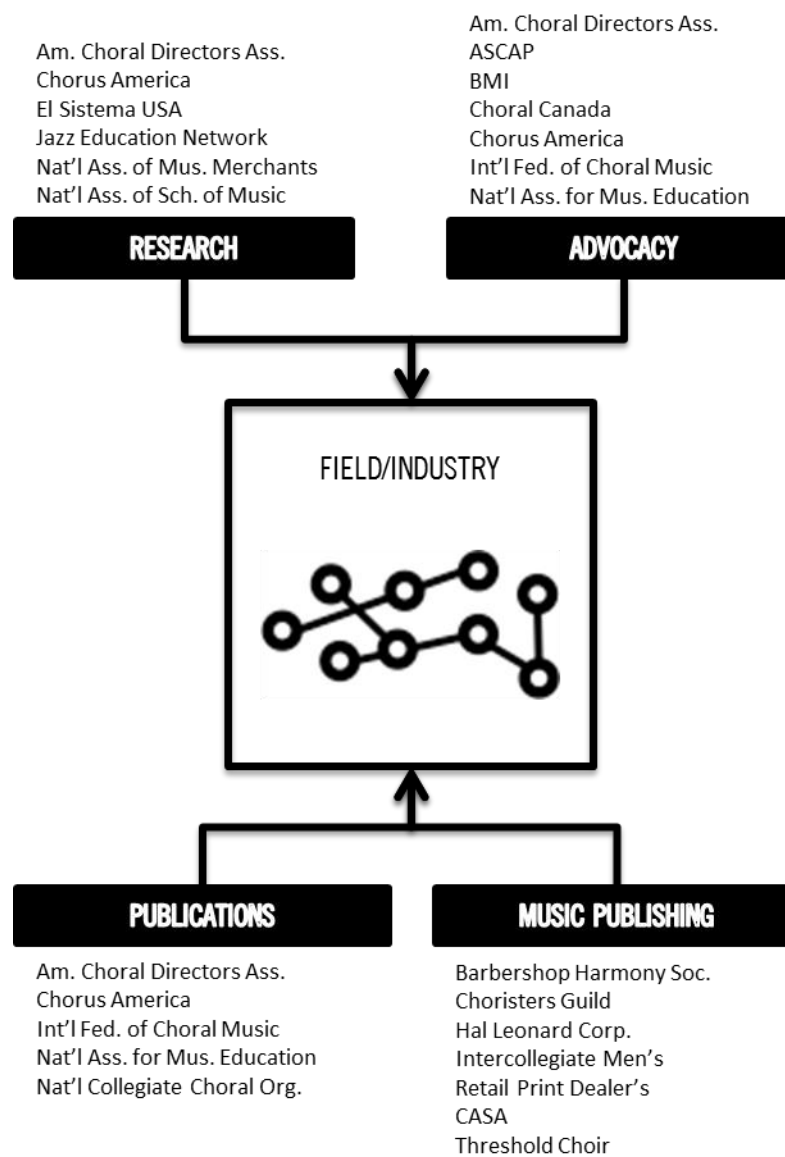 Am. Choral Directors Ass.
Chorus America
El Sistema USA
Jazz Education Network
Nat'l Ass. of Mus. Merchants
Nat'l Ass. of Sch. of Music
RESEARCH
Am. Choral Directors Ass.
ASCAP
BMI
Choral Canada
Chorus America
Int'l Fed. of Choral Music
Nat'l Ass. for Mus. Education
ADVOCACY
FIELD/INDUSTRY
PUBLICATIONS
Am. Choral Directors Ass.
Chorus America
Int'l Fed. of Choral Music
Nat'l Ass. for Mus. Education
Nat'l Collegiate Choral Org.
MUSIC PUBLISHING
Barbershop Harmony Soc.
Choristers Guild
Hal Leonard Corp.
Intercollegiate Men's
Retail Print Dealer's
CASA
Threshold Choir